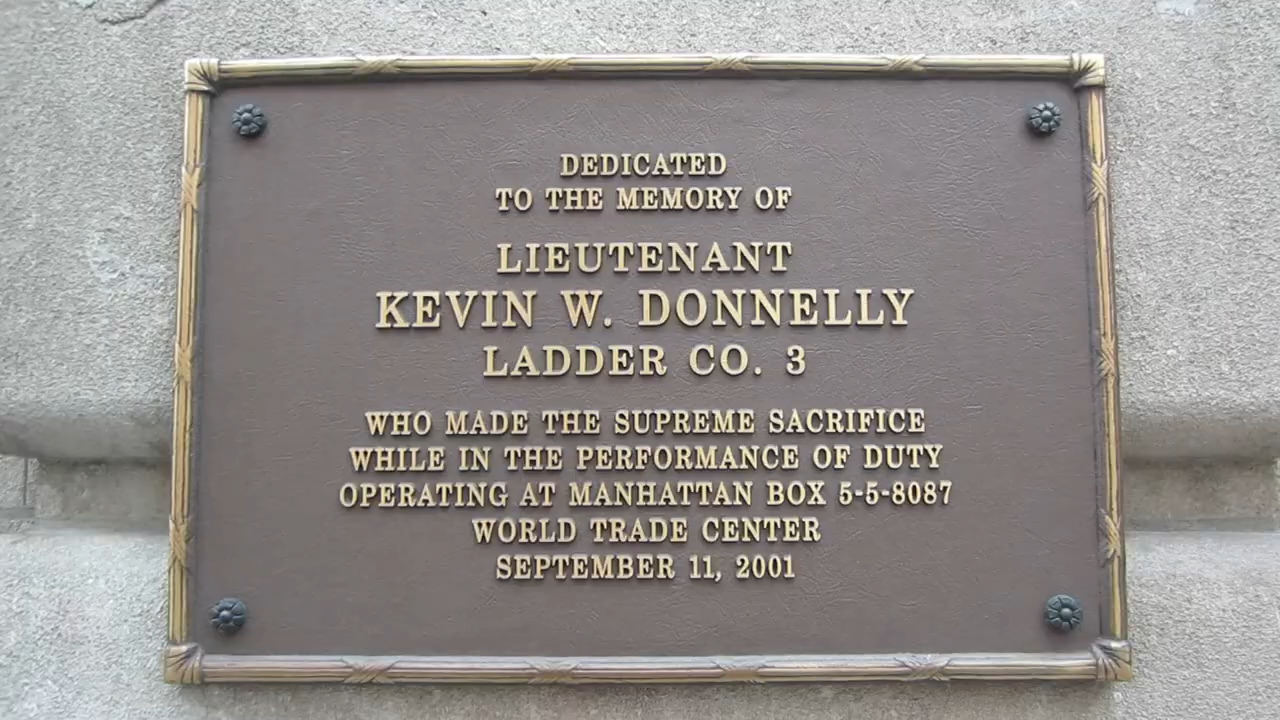 DEDICATED
TO THE MEMORY OF
LIEUTENANT
KEVIN W. DONNELLY
LADDER CO. 3
WHO MADE THE SUPREME SACRIFICE
WHILE IN THE PERFORMANCE OF DUTY
OPERATING AT MANHATTAN BOX 5-5-8087
WORLD TRADE CENTER
SEPTEMBER 11, 2001